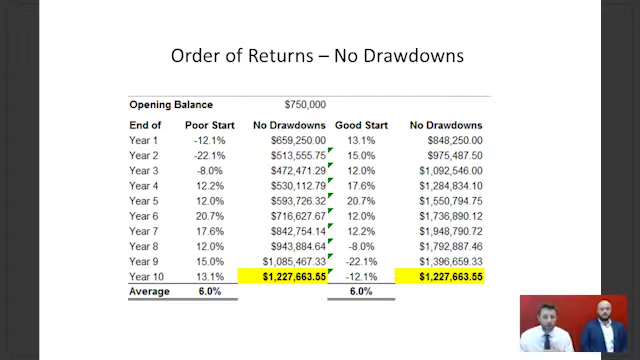 Order of Returns – No Drawdowns
Opening Balance $750,000
End of Poor Start No Drawdowns Good Start No Drawdowns
Year 1 -12.1% $659,250.00 13.1% $848,250.00
Year 2 -22.1% $513,555.75 15.0% $975,487.50
Year 3 -8.0% $472,471.29 12.0% $1,092,546.00
Year 4 12.2% $530,112.79 17.6% $1,284,834.10
Year 5 12.0% $593,726.32 20.7% $1,550,794.75
Year 6 20.7% $716,627.67 12.0% $1,736,890.12
Year 7 17.6% $842,754.14 12.2% $1,948,790.72
Year 8 12.0% $943,884.64 -8.0% $1,792,887.46
Year 9 15.0% $1,085,467.33 -22.1% $1,396,659.33
Year 10 13.1% $1,227,663.55 -12.1% $1,227,663.55
Average 6.0% 6.0%